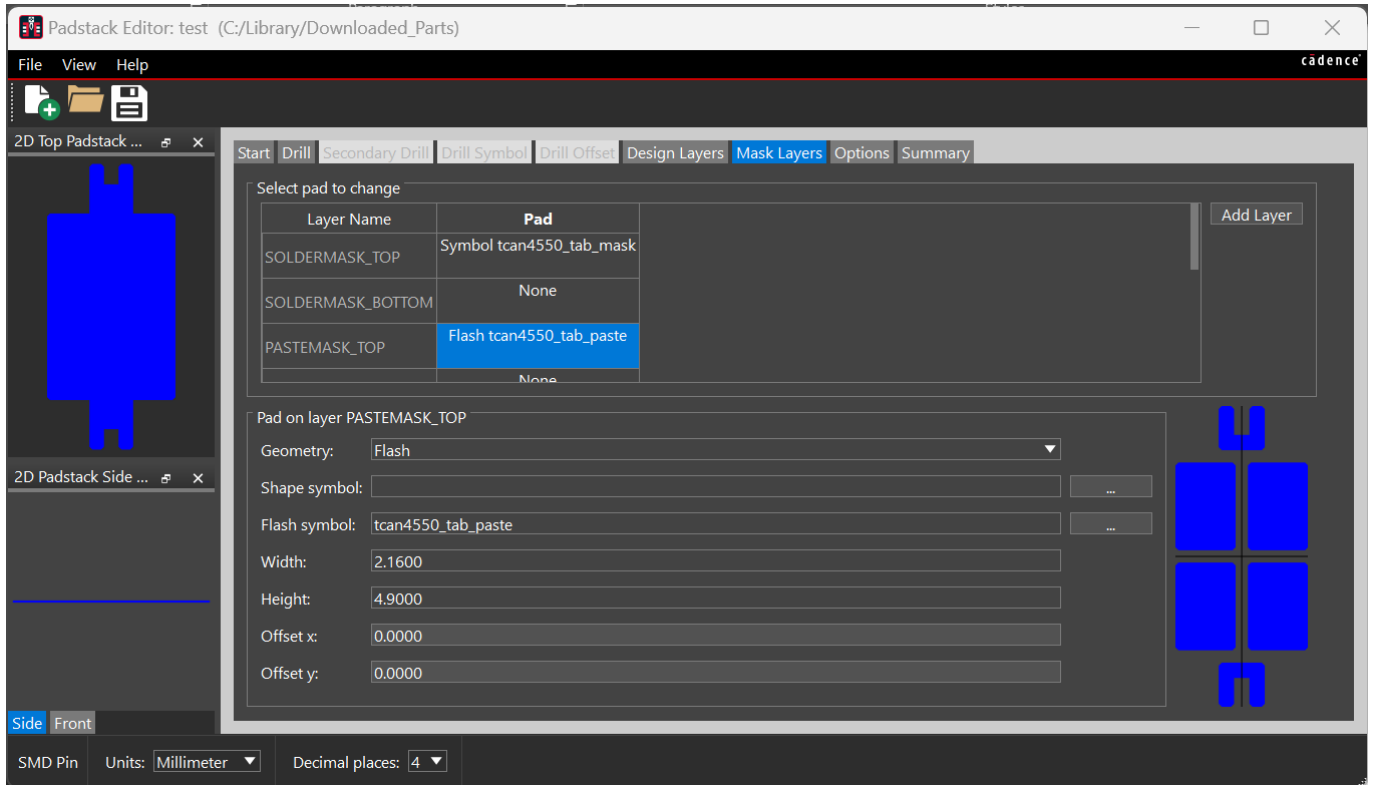 Padstack Editor: test (C:/Library/Downloaded_Parts)
File View Help
cādence
2D Top Padstack ...
Start Drill Secondary Drill Drill Symbol Drill Offset Design Layers Mask Layers Options Summary
Select pad to change
Layer Name Pad
Add Layer
SOLDERMASK_TOP Symbol tcan4550_tab_mask
SOLDERMASK_BOTTOM None
PASTEMASK_TOP Flash tcan4550_tab_paste
None
Pad on layer PASTEMASK_TOP
Geometry: Flash
2D Padstack Side ...
Shape symbol: ...
Flash symbol: tcan4550_tab_paste ...
Width: 2.1600
Height: 4.9000
Offset x: 0.0000
Offset y: 0.0000
Side Front
SMD Pin Units: Millimeter Decimal places: 4